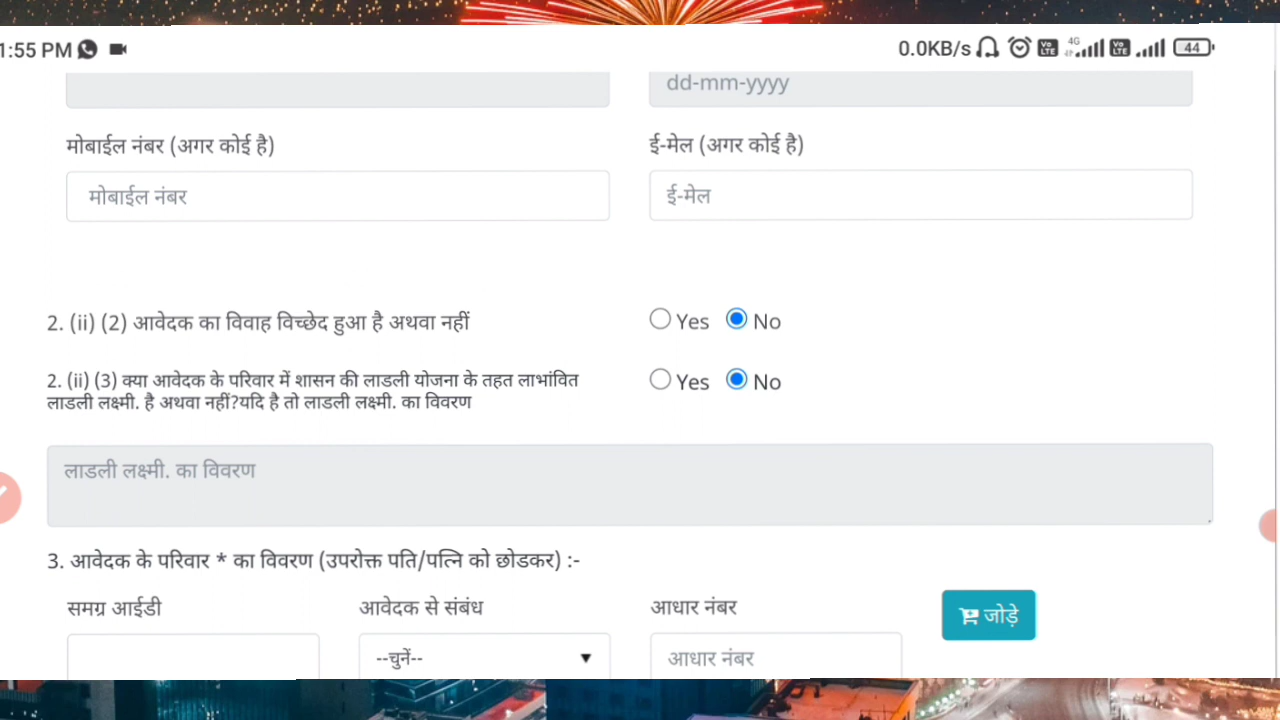 1:55 PM
0.0KB/s 4G 44
dd-mm-yyyy
मोबाईल नंबर (अगर कोई है)
ई-मेल (अगर कोई है)
मोबाईल नंबर
ई-मेल
2. (ii) (2) आवेदक का विवाह विच्छेद हुआ है अथवा नहीं
Yes No
2. (ii) (3) क्या आवेदक के परिवार में शासन की लाडली योजना के तहत लाभांवित
लाडली लक्ष्मी. है अथवा नहीं?यदि है तो लाडली लक्ष्मी. का विवरण
Yes No
लाडली लक्ष्मी. का विवरण
3. आवेदक के परिवार * का विवरण (उपरोक्त पति/पत्नि को छोडकर) :-
समग्र आईडी
आवेदक से संबंध
आधार नंबर
जोड़े
--चुनें--
आधार नंबर